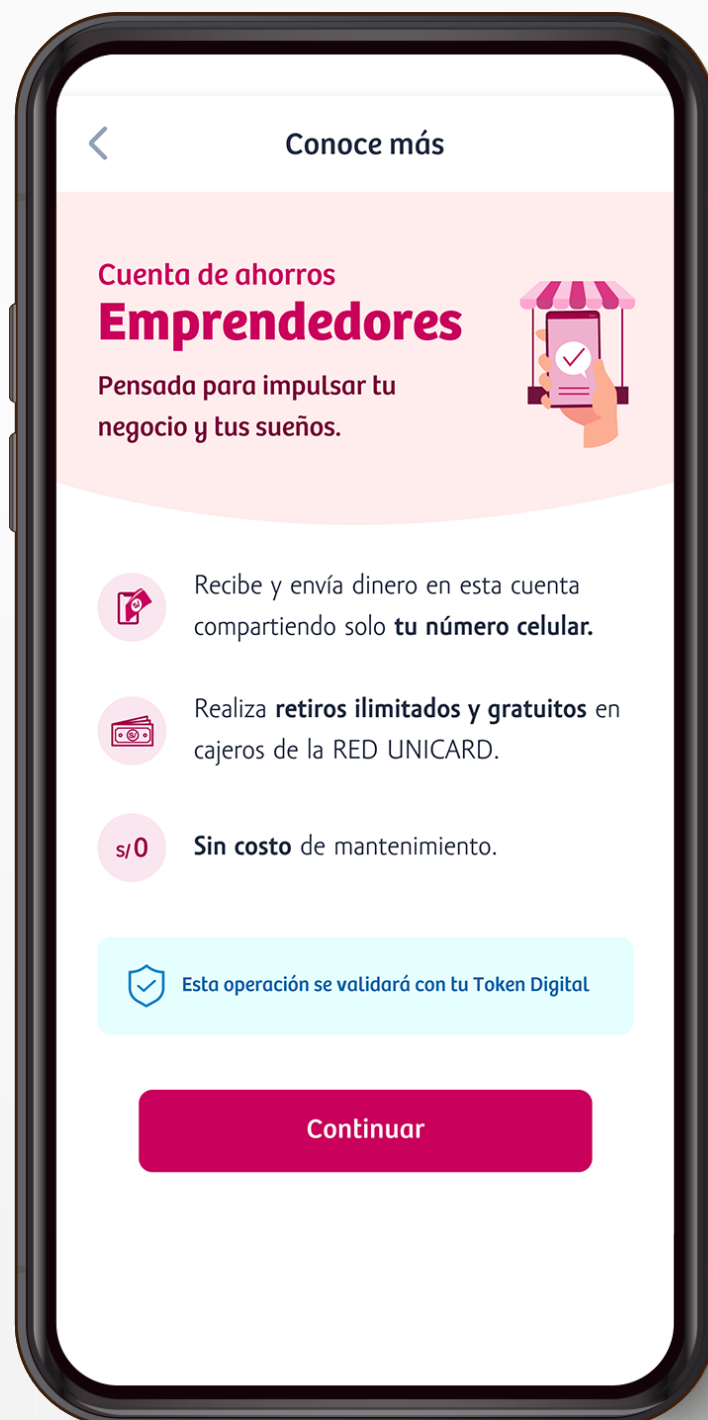 Conoce más
Cuenta de ahorros
Emprendedores
Pensada para impulsar tu
negocio y tus sueños.
Recibe y envía dinero en esta cuenta
compartiendo solo tu número celular.
Realiza retiros ilimitados y gratuitos en
cajeros de la RED UNICARD.
s/0
Sin costo de mantenimiento.
Esta operación se validará con tu Token Digital
Continuar